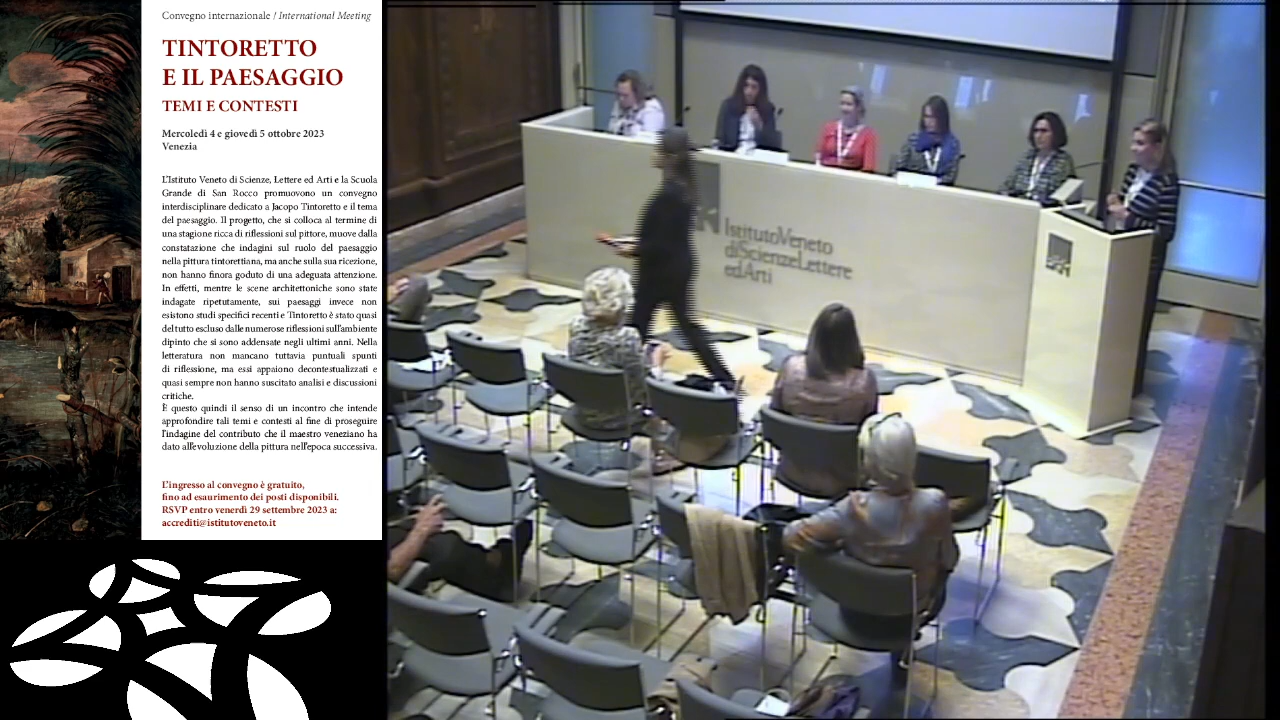 Convegno internazionale / International Meeting
TINTORETTO
E IL PAESAGGIO
TEMI E CONTESTI
Mercoledì 4 e giovedì 5 ottobre 2023
Venezia
L'Istituto Veneto di Scienze, Lettere ed Arti e la Scuola
Grande di San Rocco promuovono un convegno
interdisciplinare dedicato a Jacopo Tintoretto e il tema
del paesaggio. Il progetto, che si colloca al termine di
una stagione ricca di riflessioni sul pittore, muove dalla
constatazione che indagini sul ruolo del paesaggio
nella pittura tintorettiana, ma anche sulla sua ricezione,
non hanno finora goduto di una adeguata attenzione.
In effetti, mentre le scene architettoniche sono state
indagate ripetutamente, sui paesaggi invece non
esistono studi specifici recenti e Tintoretto è stato quasi
del tutto escluso dalle numerose riflessioni sull'ambiente
dipinto che si sono addensate negli ultimi anni. Nella
letteratura non mancano tuttavia puntuali spunti
di riflessione, ma essi appaiono decontestualizzati e
quasi sempre non hanno suscitato analisi e discussioni
critiche.
È questo quindi il senso di un incontro che intende
approfondire tali temi e contesti al fine di proseguire
l'indagine del contributo che il maestro veneziano ha
dato all'evoluzione della pittura nell'epoca successiva.
L'ingresso al convegno è gratuito,
fino ad esaurimento dei posti disponibili.
RSVP entro venerdì 29 settembre 2023 a:
accrediti@istitutoveneto.it
IstitutoVeneto
diScienzeLettere
edArti